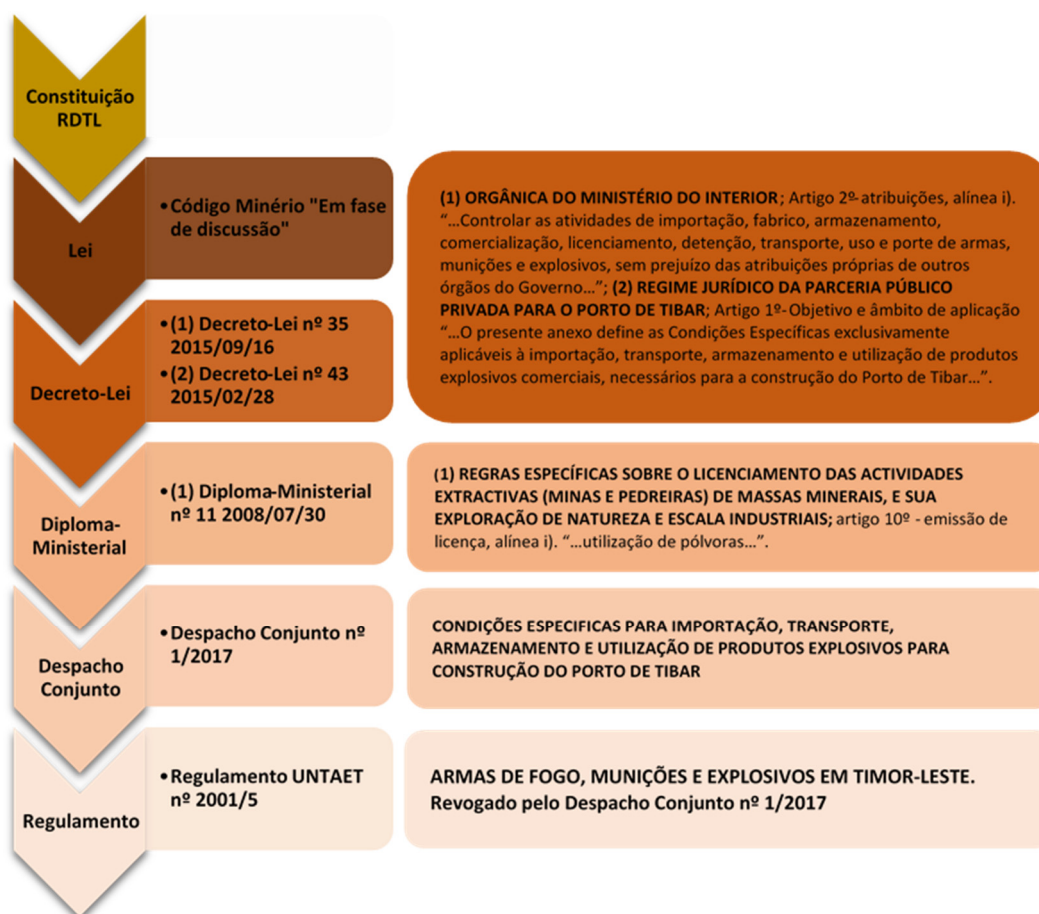 Constituição
RDTL
Lei
•Código Minério "Em fase
de discussão"
(1) ORGÂNICA DO MINISTÉRIO DO INTERIOR; Artigo 2º- atribuições, alínea i).
“…Controlar as atividades de importação, fabrico, armazenamento,
comercialização, licenciamento, detenção, transporte, uso e porte de armas,
munições e explosivos, sem prejuízo das atribuições próprias de outros
órgãos do Governo…”; (2) REGIME JURÍDICO DA PARCERIA PÚBLICO
PRIVADA PARA O PORTO DE TIBAR; Artigo 1º- Objetivo e âmbito de aplicação
“…O presente anexo define as Condições Específicas exclusivamente
aplicáveis à importação, transporte, armazenamento e utilização de produtos
explosivos comerciais, necessários para a construção do Porto de Tibar…”.
Decreto-Lei
•(1) Decreto-Lei nº 35
2015/09/16
•(2) Decreto-Lei nº 43
2015/02/28
Diploma-
Ministerial
•(1) Diploma-Ministerial
nº 11 2008/07/30
(1) REGRAS ESPECÍFICAS SOBRE O LICENCIAMENTO DAS ACTIVIDADES
EXTRACTIVAS (MINAS E PEDREIRAS) DE MASSAS MINERAIS, E SUA
EXPLORAÇÃO DE NATUREZA E ESCALA INDUSTRIAIS; artigo 10º - emissão de
licença, alínea i). “…utilização de pólvoras…”.
Despacho
Conjunto
•Despacho Conjunto nº
1/2017
CONDIÇÕES ESPECIFICAS PARA IMPORTAÇÃO, TRANSPORTE,
ARMAZENAMENTO E UTILIZAÇÃO DE PRODUTOS EXPLOSIVOS PARA
CONSTRUÇÃO DO PORTO DE TIBAR
Regulamento
•Regulamento UNTAET
nº 2001/5
ARMAS DE FOGO, MUNIÇÕES E EXPLOSIVOS EM TIMOR-LESTE.
Revogado pelo Despacho Conjunto nº 1/2017